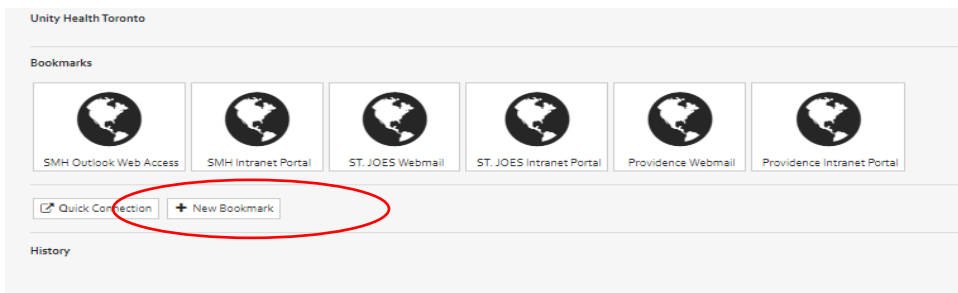 Unity Health Toronto
Bookmarks
SMH Outlook Web Access SMH Intranet Portal ST. JOES Webmail ST. JOES Intranet Portal Providence Webmail Providence Intranet Portal
Quick Connection + New Bookmark
History